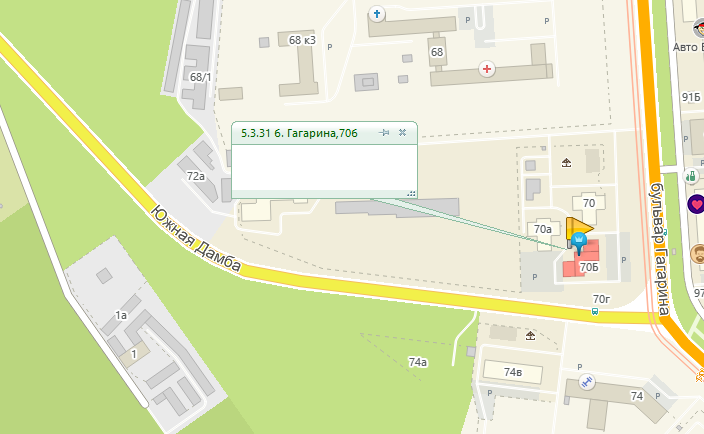 68 к3
68
P
P
P
P
Авто
91Б
68/1
5.3.31 б. Гагарина,70б
72а
70
70а
70Б
P
P
70г
бульвар Гагарина
Южная Дамба
97
1а
1
74а
74в
P
P
P
74